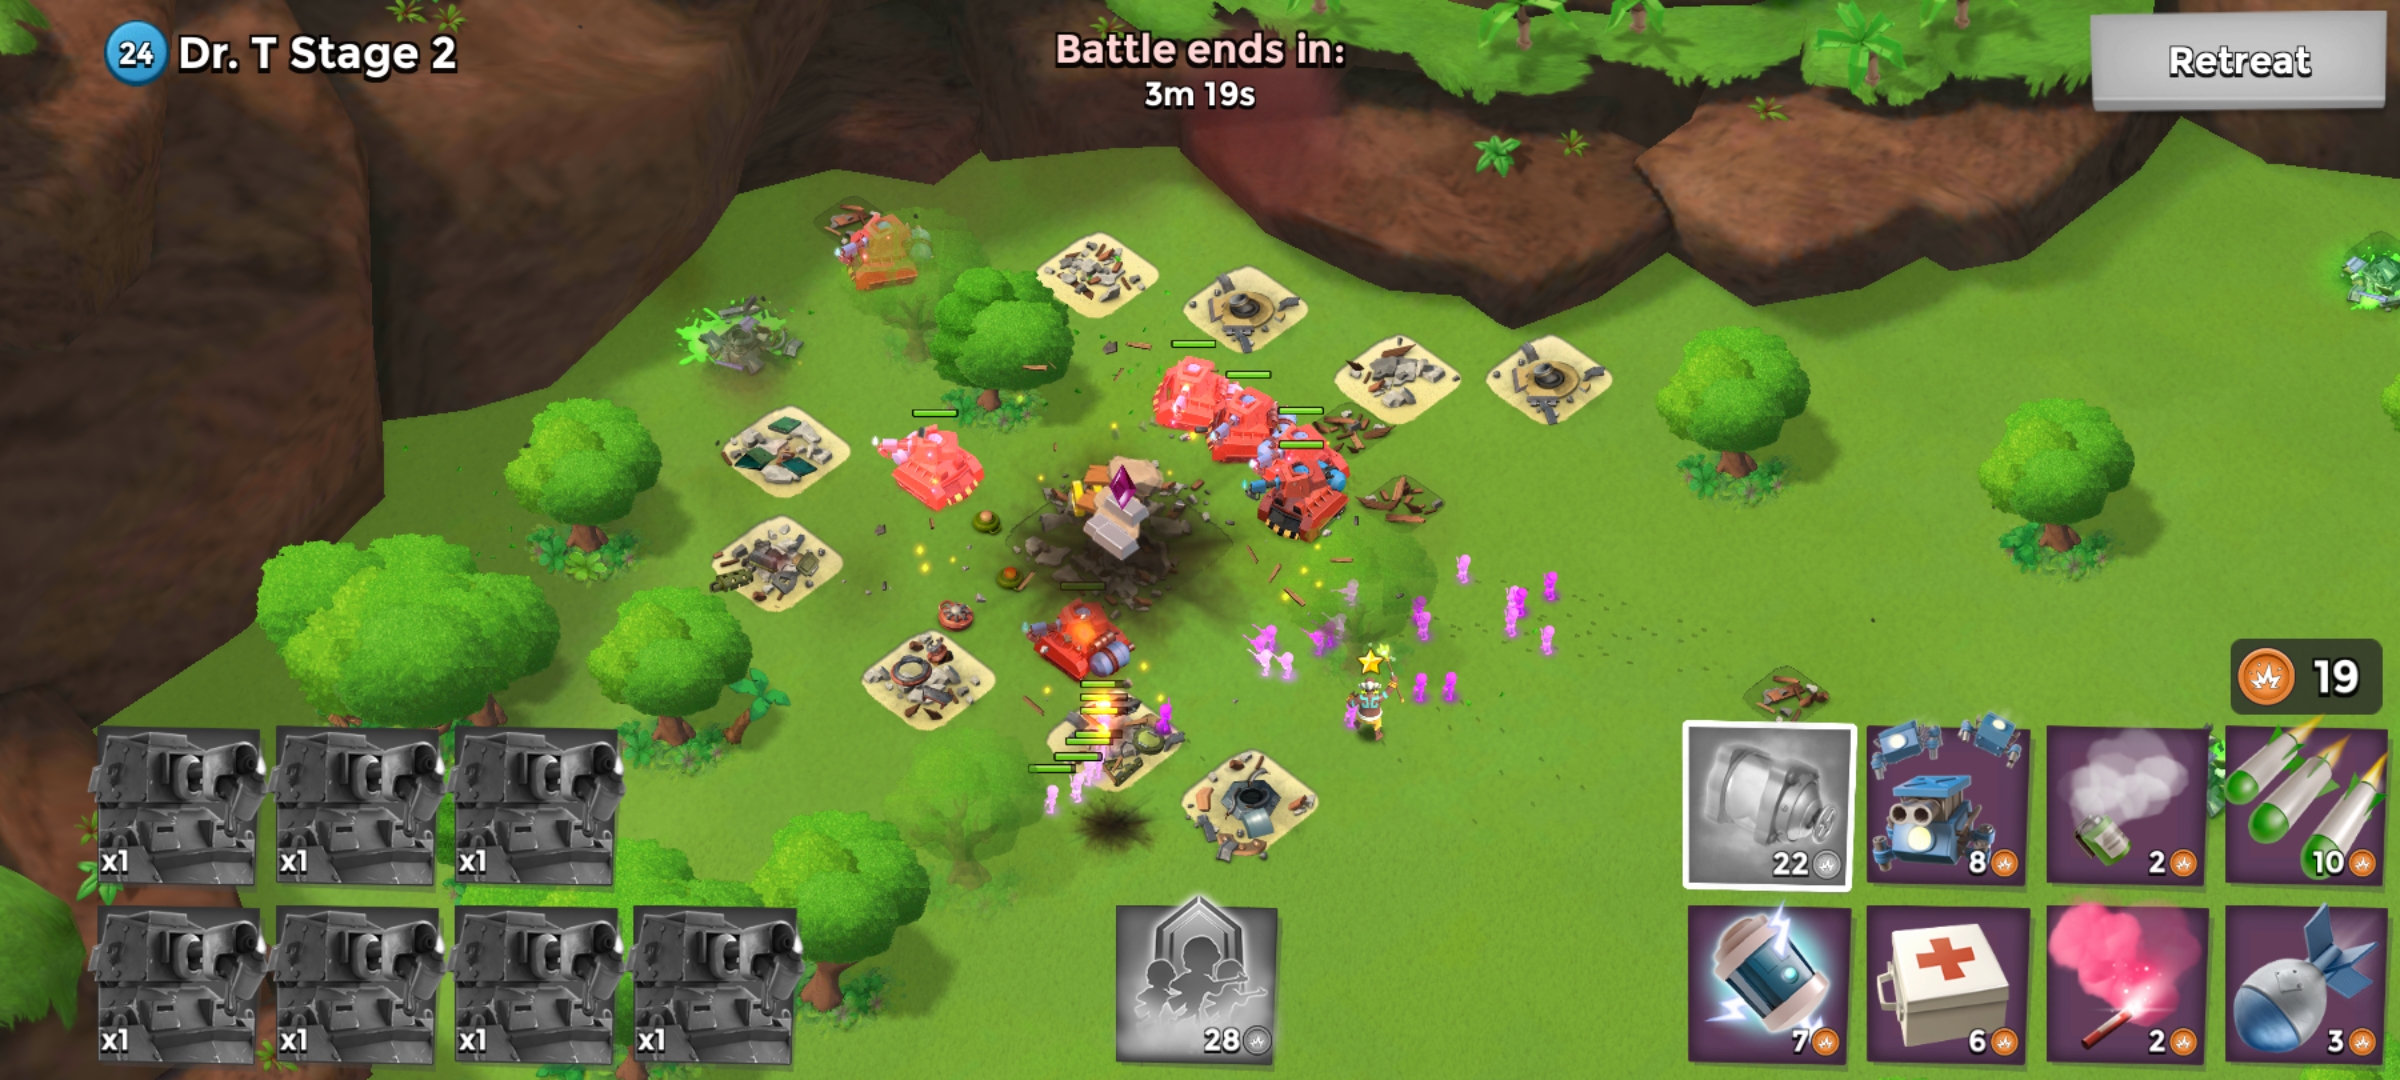 24 Dr. T Stage 2
Battle ends in:
3m 19s
Retreat
19
x1 x1 x1
22 8 2 10
x1 x1 x1 x1
28
7 6 2 3